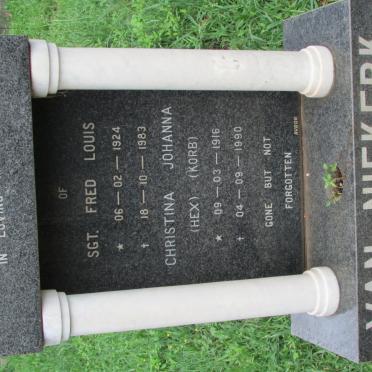 IN LOVING
OF
SGT. FRED LOUIS
★ 06 — 02 — 1924
† 18 — 10 — 1983
CHRISTINA JOHANNA
(HEX) (KORB)
★ 09 — 03 — 1916
† 04 — 09 — 1990
GONE BUT NOT
FORGOTTEN
VAN NIEKERK